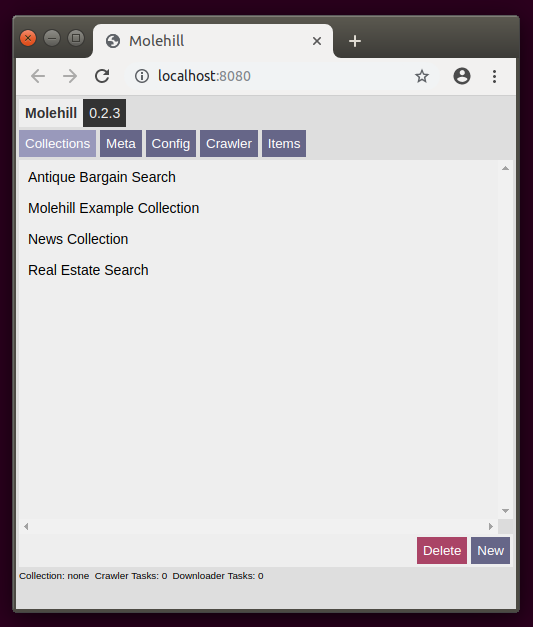 Molehill
localhost:8080
Molehill 0.2.3
Collections Meta Config Crawler Items
Antique Bargain Search
Molehill Example Collection
News Collection
Real Estate Search
Delete New
Collection: none Crawler Tasks: 0 Downloader Tasks: 0